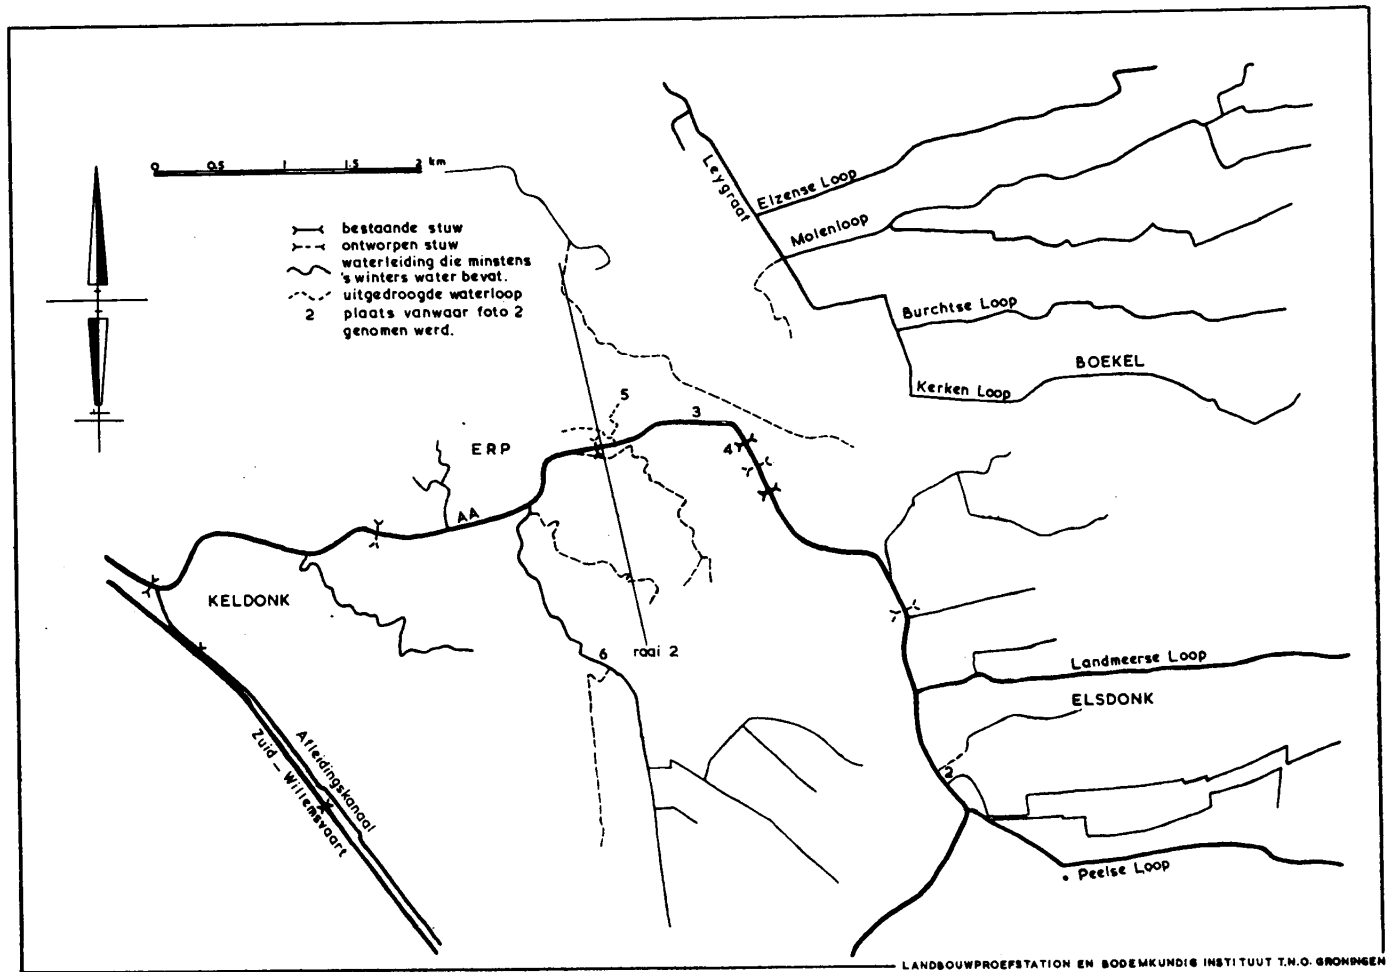 0 0.5 1 1.5 2 km
bestaande stuw
ontworpen stuw
waterleiding die minstens
's winters water bevat.
uitgedroogde waterloop
2 plaats vanwaar foto 2
genomen werd.
Leygraaf
Elzense Loop
Molenloop
Burchtse Loop
BOEKEL
Kerken Loop
5
3
ERP
4
AA
KELDONK
6
raai 2
Landmeerse Loop
ELSDONK
2
Afleidingskanaal
Zuid - Willemsvaart
Peelse Loop
LANDBOUWPROEFSTATION EN BODEMKUNDIG INSTITUUT T.N.O. GRONINGEN